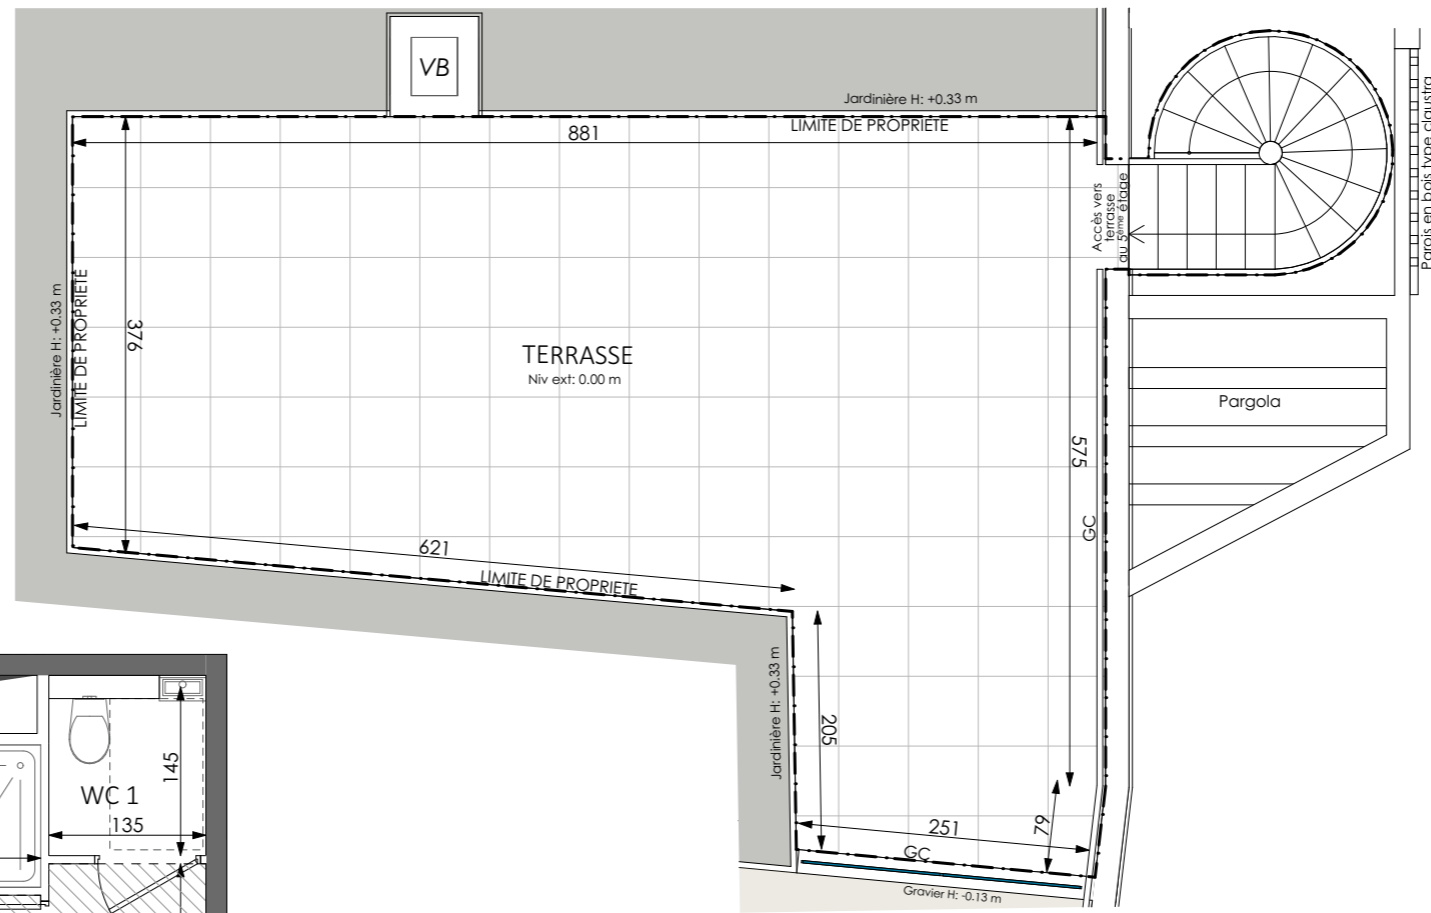 VB
Jardinière H: +0.33 m
LIMITE DE PROPRIETE
881
Accès vers
terrasse
au 5ème étage
Parois en bois type claustra
Jardinière H: +0.33 m
LIMITE DE PROPRIETE
376
TERRASSE
Niv ext: 0.00 m
Pargola
575
GC
621
LIMITE DE PROPRIETE
Jardinière H: +0.33 m
205
251
79
GC
Gravier H: -0.13 m
145
WC 1
135